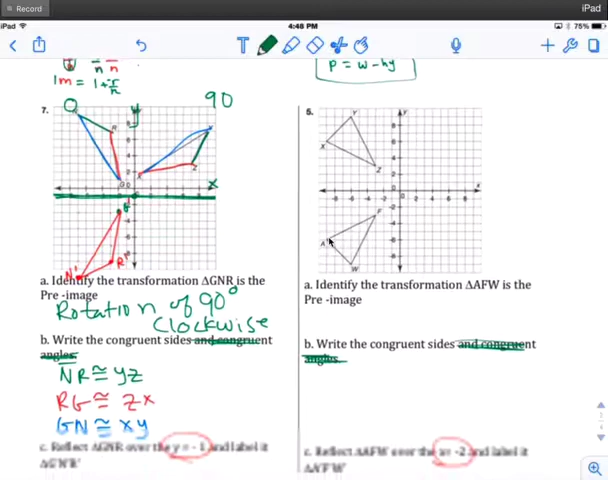 Record
iPad
iPad
4:48 PM
75%
n n
1m = 1 +
p = w - hy
7.
90
y
R
G
Z
x
G'
N'
R'
a. Identify the transformation ΔGNR is the
Pre -image
Rotation of 90°
Clockwise
b. Write the congruent sides and congruent
angles
NR ≅ YZ
RG ≅ ZX
GN ≅ XY
c. Reflect ΔGNR over the y = - 1 and label it
5.
Y
X
Z
F
A
W
a. Identify the transformation ΔAFW is the
Pre -image
b. Write the congruent sides and congruent
angles
c. Reflect ΔAFW over the x= -2 and label it